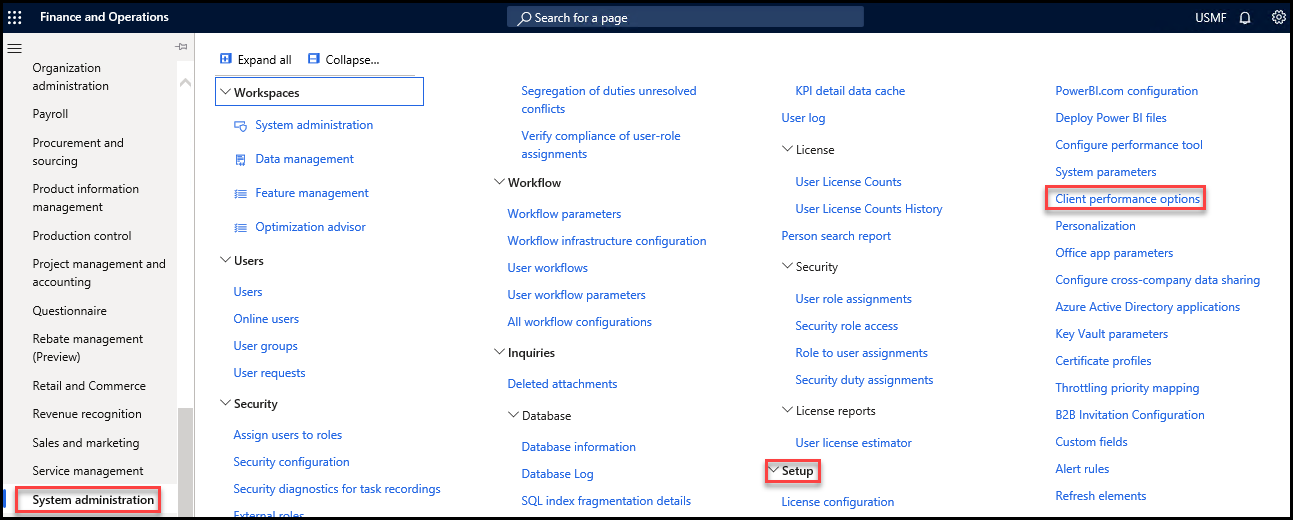 Finance and Operations
Search for a page
USMF
Organization
administration
Payroll
Procurement and
sourcing
Product information
management
Production control
Project management and
accounting
Questionnaire
Rebate management
(Preview)
Retail and Commerce
Revenue recognition
Sales and marketing
Service management
System administration
Expand all
Collapse...
Workspaces
System administration
Data management
Feature management
Optimization advisor
Users
Users
Online users
User groups
User requests
Security
Assign users to roles
Security configuration
Security diagnostics for task recordings
External roles
Segregation of duties unresolved
conflicts
Verify compliance of user-role
assignments
Workflow
Workflow parameters
Workflow infrastructure configuration
User workflows
User workflow parameters
All workflow configurations
Inquiries
Deleted attachments
Database
Database information
Database Log
SQL index fragmentation details
KPI detail data cache
User log
License
User License Counts
User License Counts History
Person search report
Security
User role assignments
Security role access
Role to user assignments
Security duty assignments
License reports
User license estimator
Setup
License configuration
PowerBI.com configuration
Deploy Power BI files
Configure performance tool
System parameters
Client performance options
Personalization
Office app parameters
Configure cross-company data sharing
Azure Active Directory applications
Key Vault parameters
Certificate profiles
Throttling priority mapping
B2B Invitation Configuration
Custom fields
Alert rules
Refresh elements